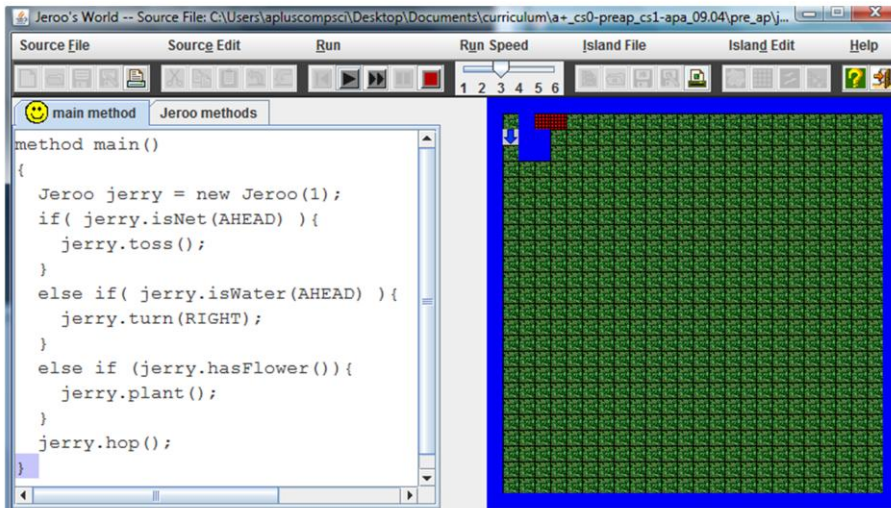 Jeroo's World -- Source File: C:\Users\apluscompsci\Desktop\Documents\curriculum\a+_cs0-preap_cs1-apa_09.04\pre_ap\j...
Source File Source Edit Run Run Speed Island File Island Edit Help
1 2 3 4 5 6
main method Jeroo methods
method main()
{
Jeroo jerry = new Jeroo(1);
if( jerry.isNet(AHEAD) ){
jerry.toss();
}
else if( jerry.isWater(AHEAD) ){
jerry.turn(RIGHT);
}
else if (jerry.hasFlower()){
jerry.plant();
}
jerry.hop();
}